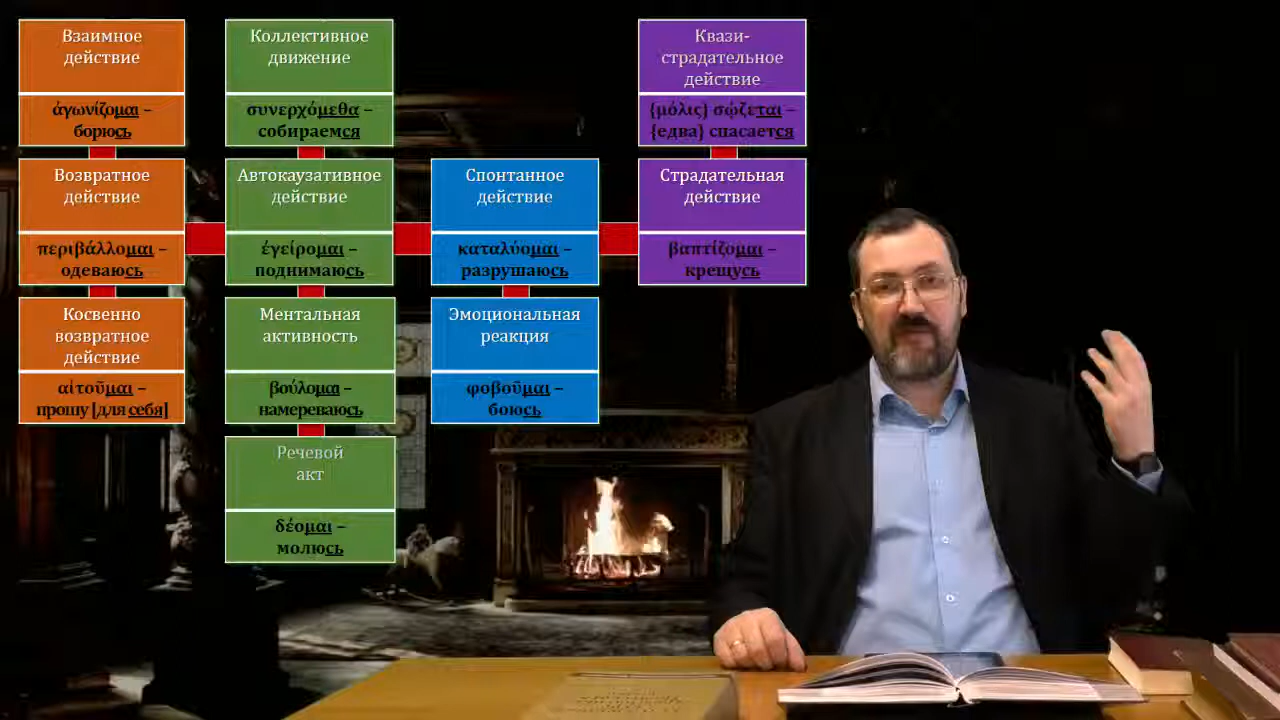 Взаимное
действие
ἀγωνίζομαι –
борюсь
Коллективное
движение
συνερχόμεθα –
собираемся
Квази-
страдательное
действие
{μόλις} σῴζεται –
{едва} спасается
Возвратное
действие
περιβάλλομαι –
одеваюсь
Автокаузативное
действие
ἐγείρομαι –
поднимаюсь
Спонтанное
действие
καταλύομαι –
разрушаюсь
Страдательная
действие
βαπτίζομαι –
крещусь
Косвенно
возвратное
действие
αἰτοῦμαι –
прошу [для себя]
Ментальная
активность
βούλομαι –
намереваюсь
Эмоциональная
реакция
φοβοῦμαι –
боюсь
Речевой
акт
δέομαι –
молюсь